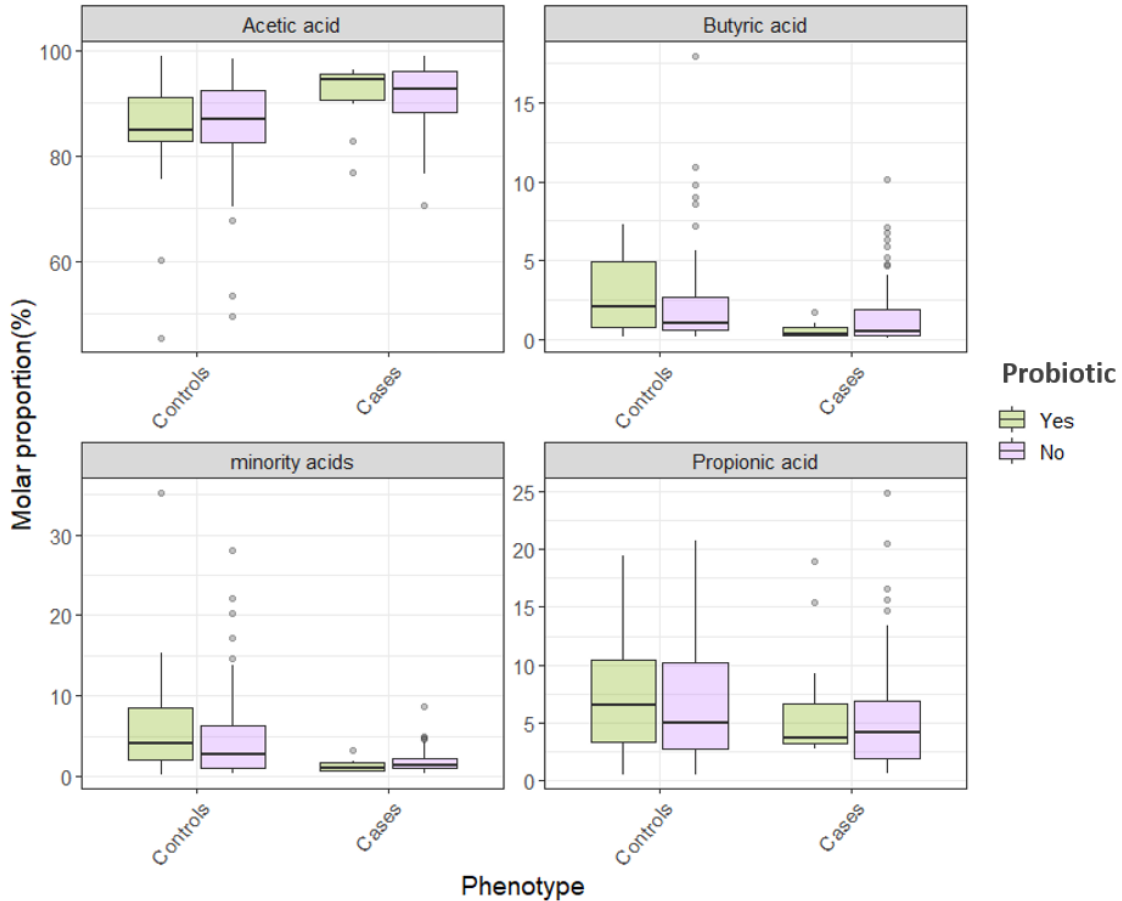 Acetic acid
Butyric acid
100
80
60
15
10
5
0
Controls
Cases
Controls
Cases
Molar proportion(%)
Probiotic
Yes
No
minority acids
Propionic acid
30
20
10
0
25
20
15
10
5
0
Controls
Cases
Controls
Cases
Phenotype